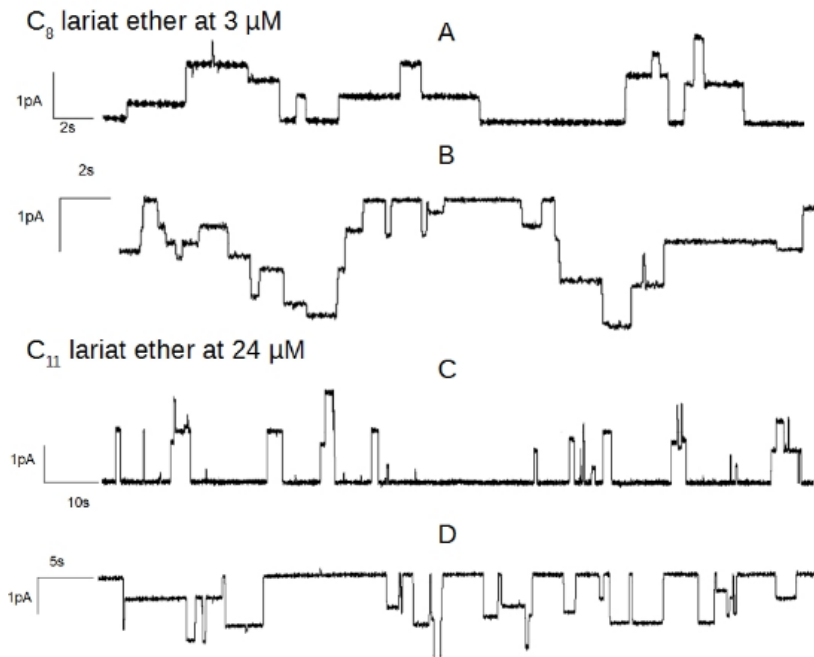 C₈ lariat ether at 3 µM
A
1pA
2s
B
2s
1pA
C₁₁ lariat ether at 24 µM
C
1pA
10s
D
5s
1pA